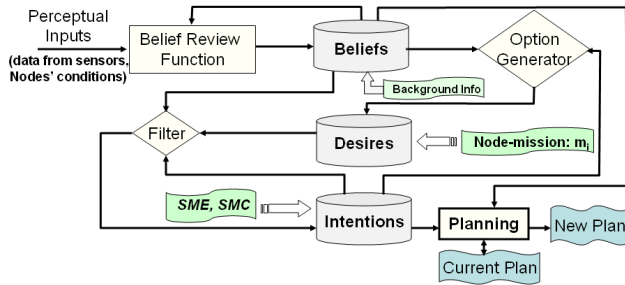 Perceptual
Inputs
(data from sensors,
Nodes' conditions)
Belief Review
Function
Beliefs
Option
Generator
Background Info
Filter
Desires
Node-mission: mi
SME, SMC
Intentions
Planning
New Plan
Current Plan